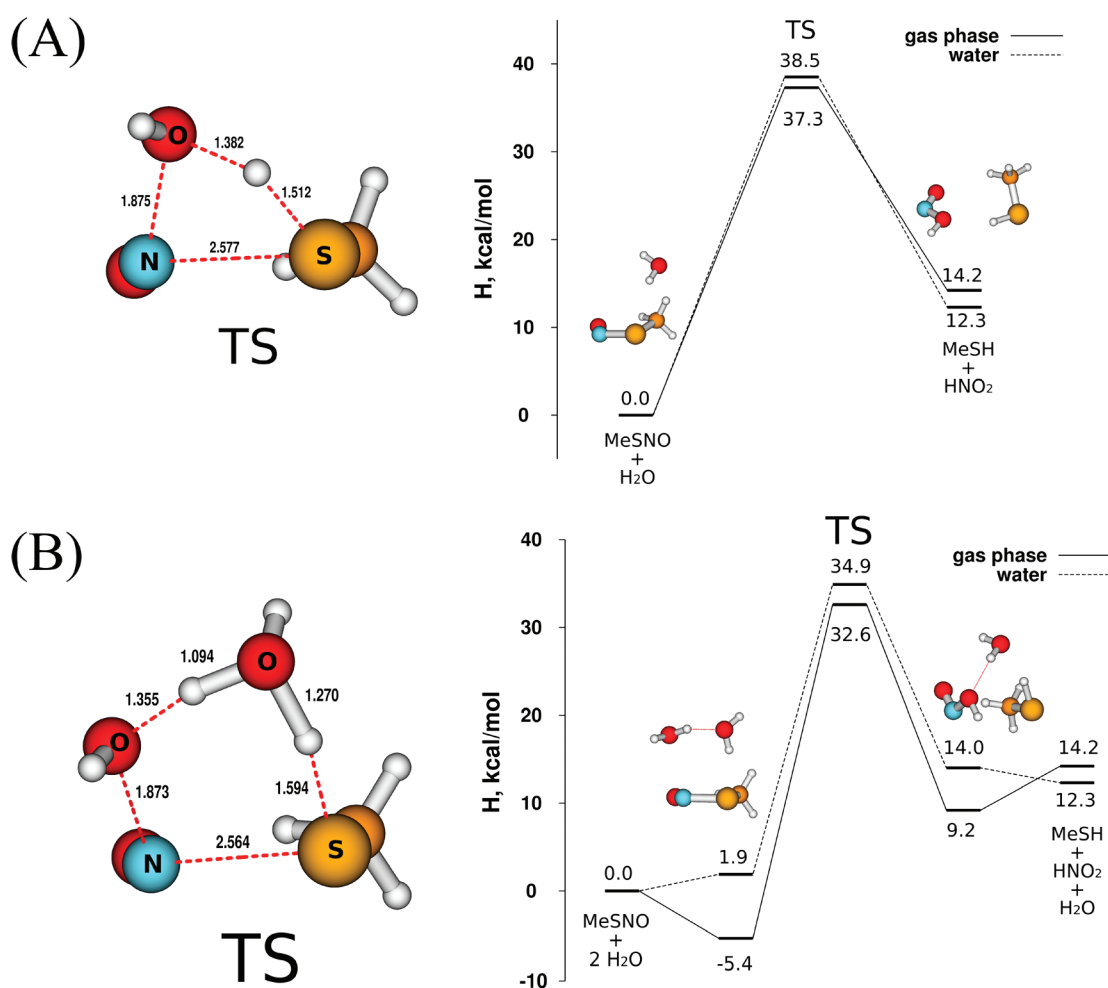 (A)
O
1.382
1.512
1.875
2.577
N
S
TS
H, kcal/mol
40
30
20
10
0
TS
38.5
37.3
gas phase
water
14.2
12.3
MeSH
+
HNO2
0.0
MeSNO
+
H2O
(B)
O
1.094
1.355
1.270
O
1.873
1.594
2.564
N
S
TS
H, kcal/mol
40
30
20
10
0
-10
TS
34.9
32.6
gas phase
water
14.0
14.2
12.3
9.2
1.9
0.0
-5.4
MeSNO
+
2 H2O
MeSH
+
HNO2
+
H2O